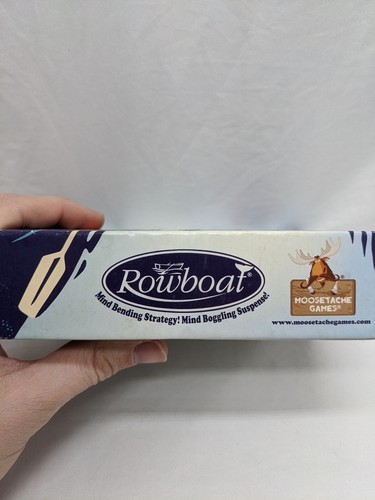 Rowboat®
Mind Bending Strategy! Mind Boggling Suspense!
MOOSETACHE
GAMES®
www.moosetachegames.com